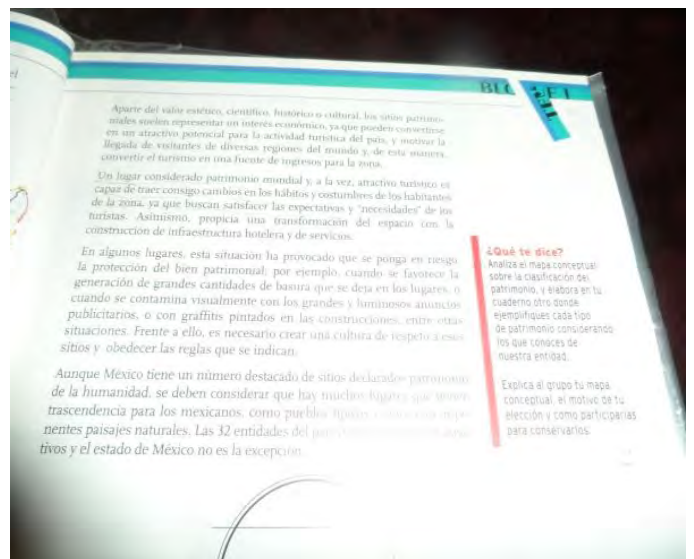 BLOQUE I
Aparte del valor estético, científico, histórico o cultural, los sitios patrimo-
niales suelen representar un interés económico, ya que pueden convertirse
en un atractivo potencial para la actividad turística del país, y motivar la
llegada de visitantes de diversas regiones del mundo y, de esta manera,
convertir el turismo en una fuente de ingresos para la zona.
Un lugar considerado patrimonio mundial y, a la vez, atractivo turístico es
capaz de traer consigo cambios en los hábitos y costumbres de los habitantes
de la zona, ya que buscan satisfacer las expectativas y "necesidades" de los
turistas. Asimismo, propicia una transformación del espacio con la
construcción de infraestructura hotelera y de servicios.
En algunos lugares, esta situación ha provocado que se ponga en riesgo
la protección del bien patrimonial; por ejemplo, cuando se favorece la
generación de grandes cantidades de basura que se deja en los lugares, o
cuando se contamina visualmente con los grandes y luminosos anuncios
publicitarios, o con graffitis pintados en las construcciones, entre otras
situaciones. Frente a ello, es necesario crear una cultura de respeto a esos
sitios y obedecer las reglas que se indican.
Aunque México tiene un número destacado de sitios declarados patrimonio
de la humanidad, se deben considerar que hay muchos lugares que tienen
trascendencia para los mexicanos, como pueblos típicos
nentes paisajes naturales. Las 32 entidades del
tivos y el estado de México no es la excepción.
¿Qué te dice?
Analiza el mapa conceptual
sobre la clasificación del
patrimonio, y elabora en tu
cuaderno otro donde
ejemplifiques cada tipo
de patrimonio considerando
los que conoces de
nuestra entidad.
Explica al grupo tu mapa
conceptual, el motivo de tu
elección y como participarías
para conservarlos.